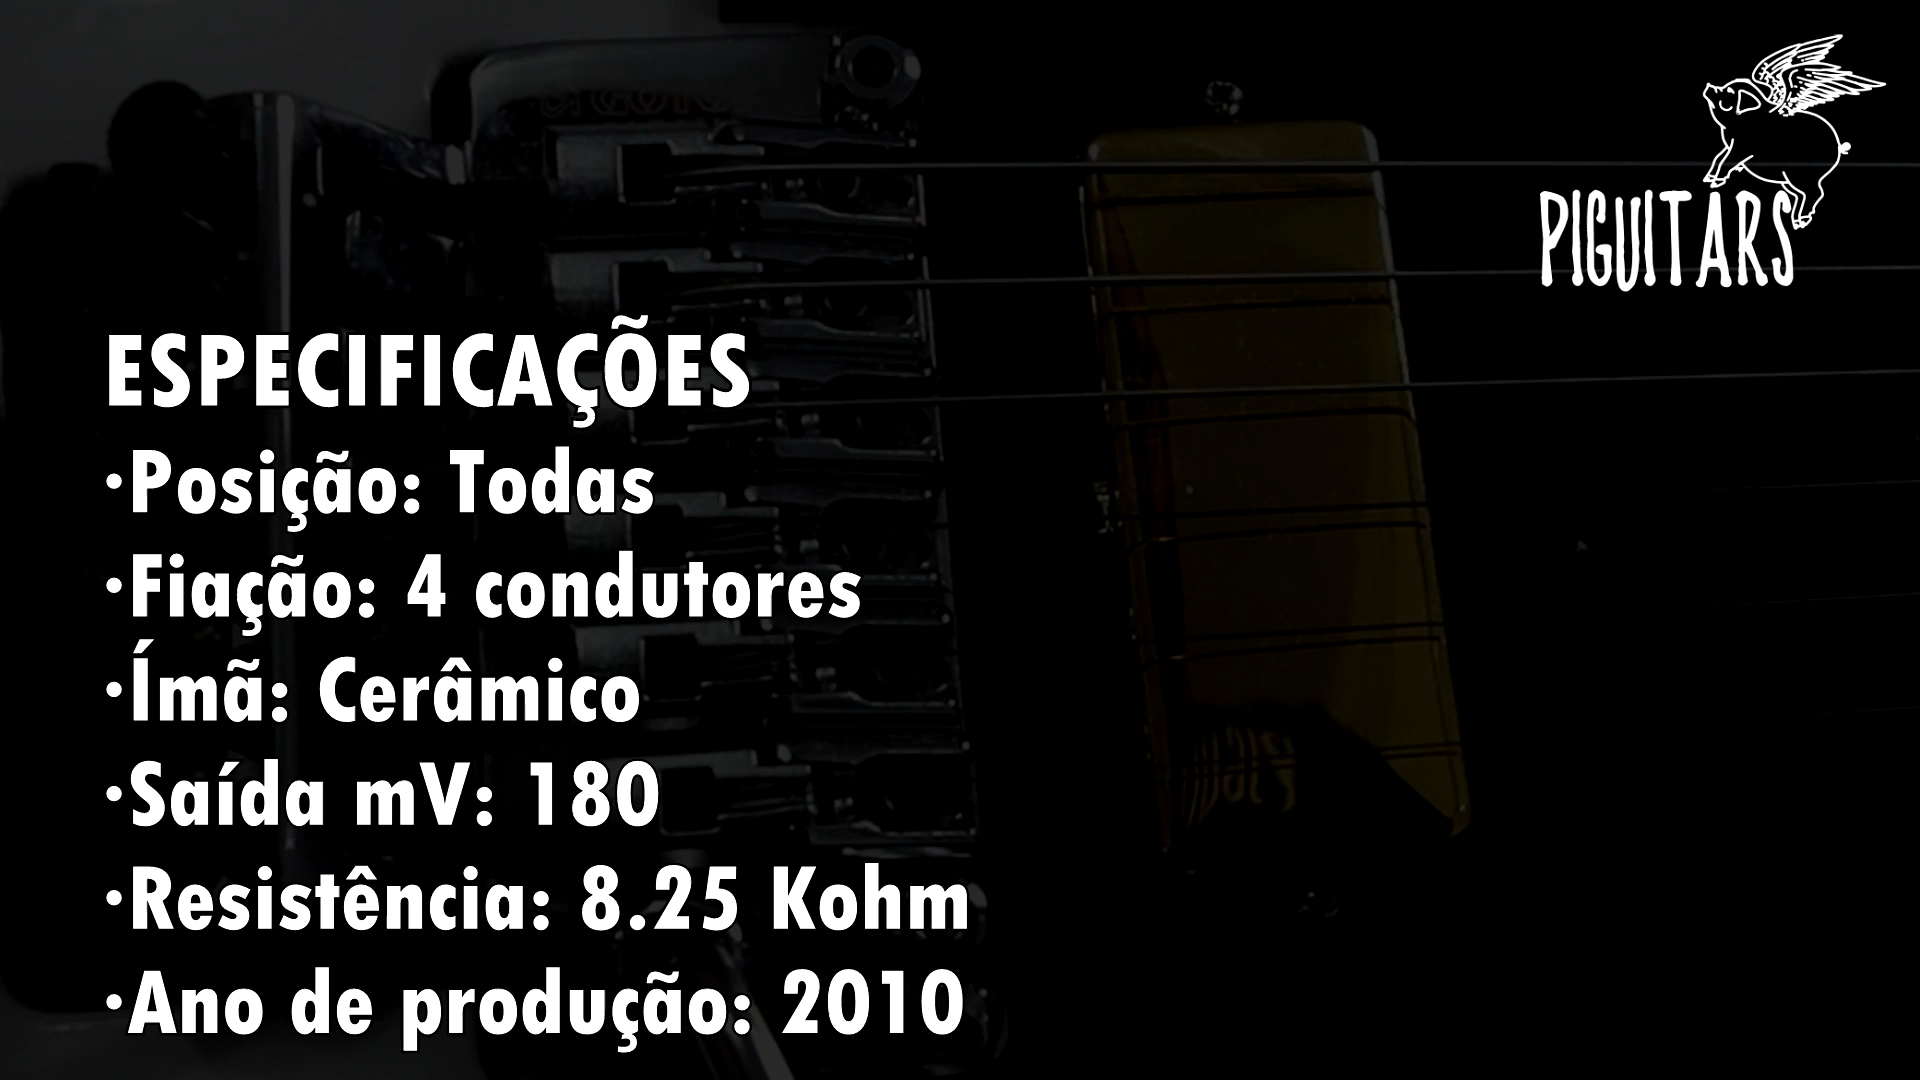 PIGUITARS
ESPECIFICAÇÕES
·Posição: Todas
·Fiação: 4 condutores
·Ímã: Cerâmico
·Saída mV: 180
·Resistência: 8.25 Kohm
·Ano de produção: 2010